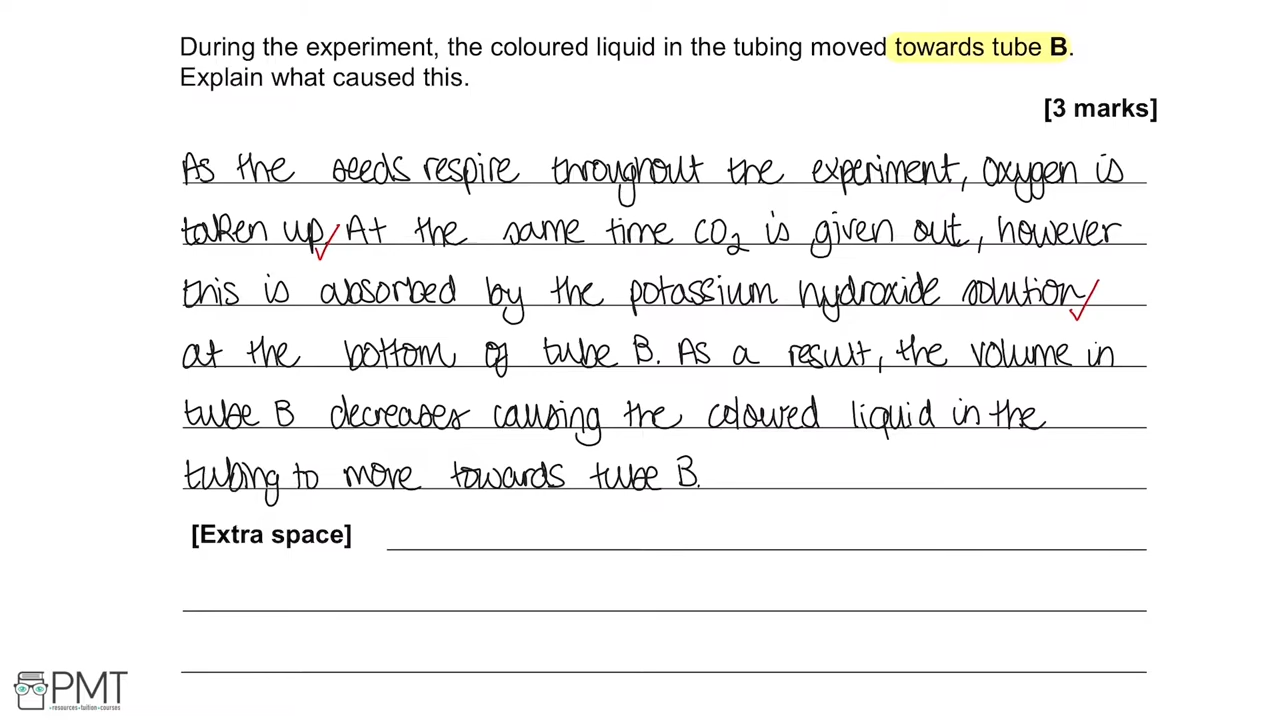 During the experiment, the coloured liquid in the tubing moved towards tube B.
Explain what caused this.
[3 marks]
As the seeds respire throughout the experiment, Oxygen is
taken up. At the same time CO2 is given out, however
this is absorbed by the potassium hydroxide solution
at the bottom of tube B. As a result, the volume in
tube B decreases causing the coloured liquid in the
tubing to move towards tube B.
[Extra space]
PMT
resources•tuition•courses